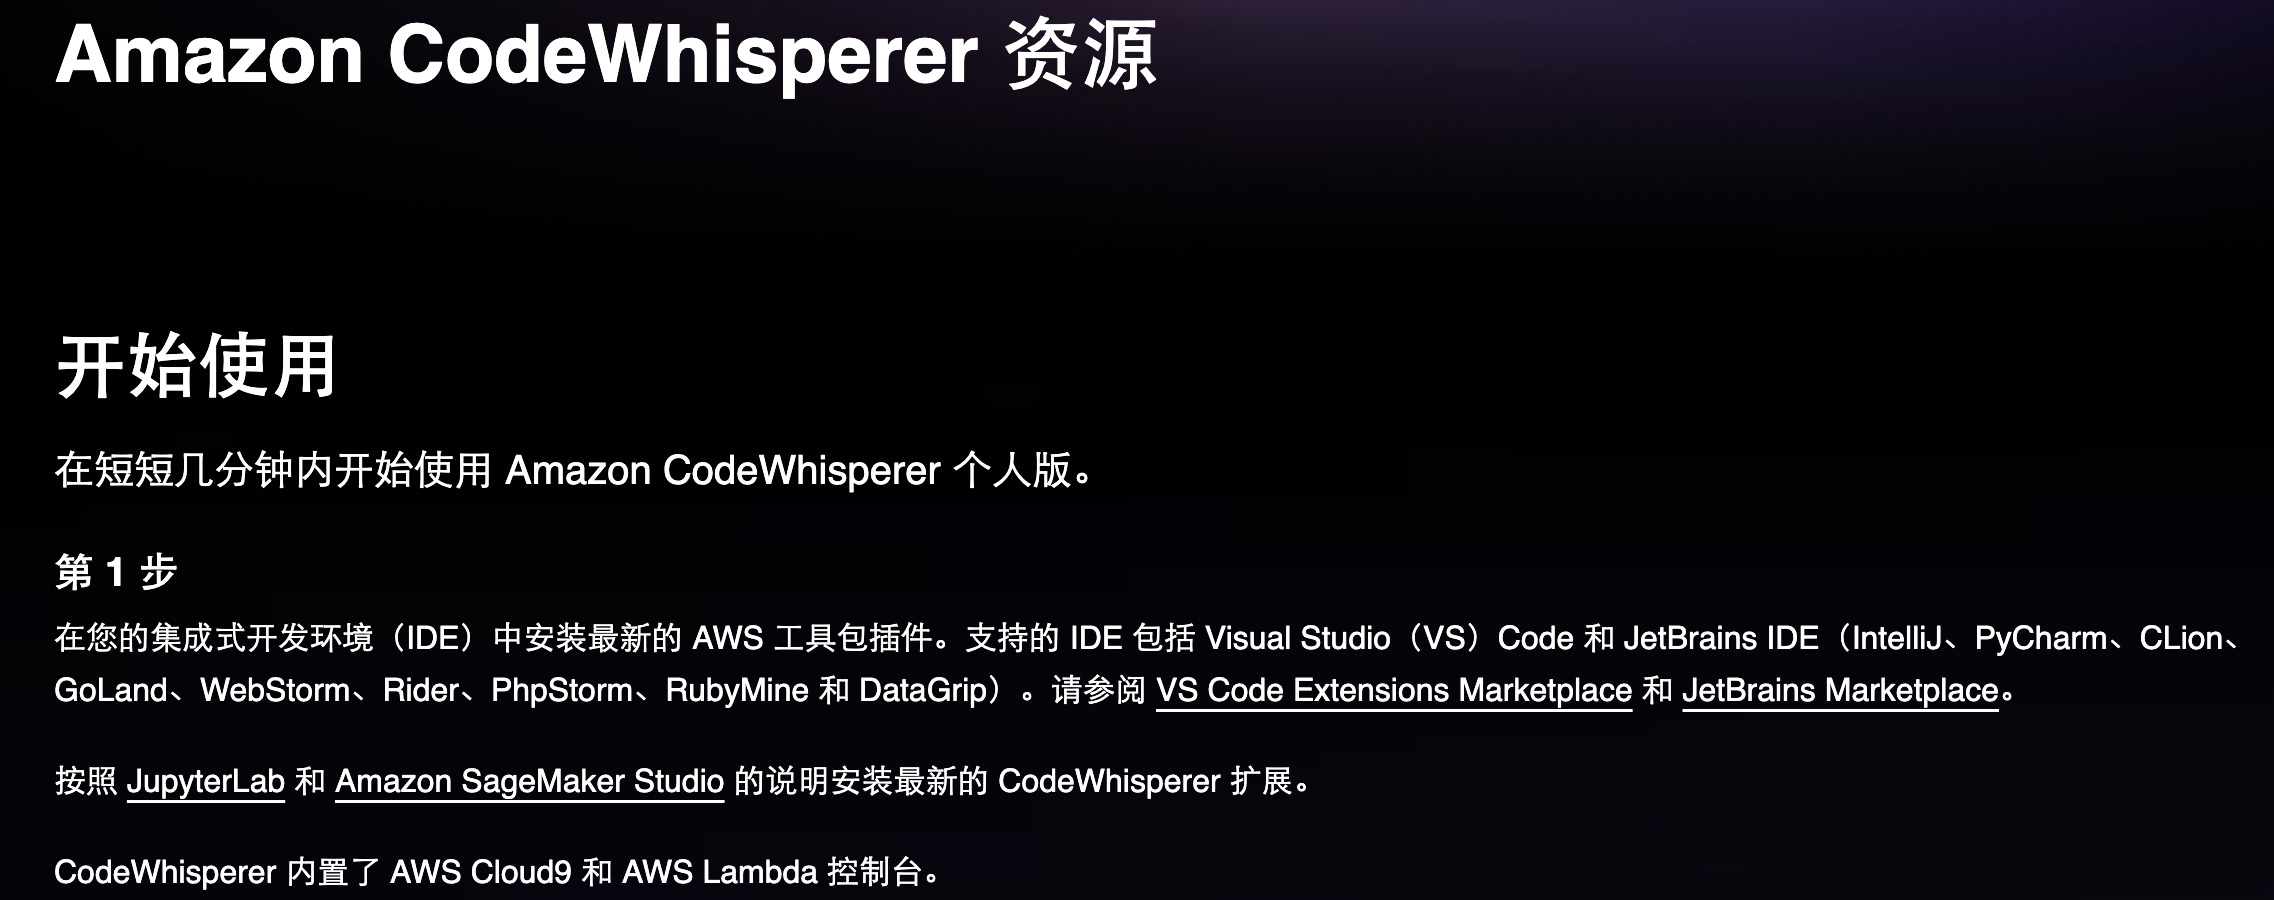 Amazon CodeWhisperer 资源
开始使用
在短短几分钟内开始使用 Amazon CodeWhisperer 个人版。
第 1 步
在您的集成式开发环境（IDE）中安装最新的 AWS 工具包插件。支持的 IDE 包括 Visual Studio（VS）Code 和 JetBrains IDE（IntelliJ、PyCharm、CLion、
GoLand、WebStorm、Rider、PhpStorm、RubyMine 和 DataGrip）。请参阅 VS Code Extensions Marketplace 和 JetBrains Marketplace。
按照 JupyterLab 和 Amazon SageMaker Studio 的说明安装最新的 CodeWhisperer 扩展。
CodeWhisperer 内置了 AWS Cloud9 和 AWS Lambda 控制台。